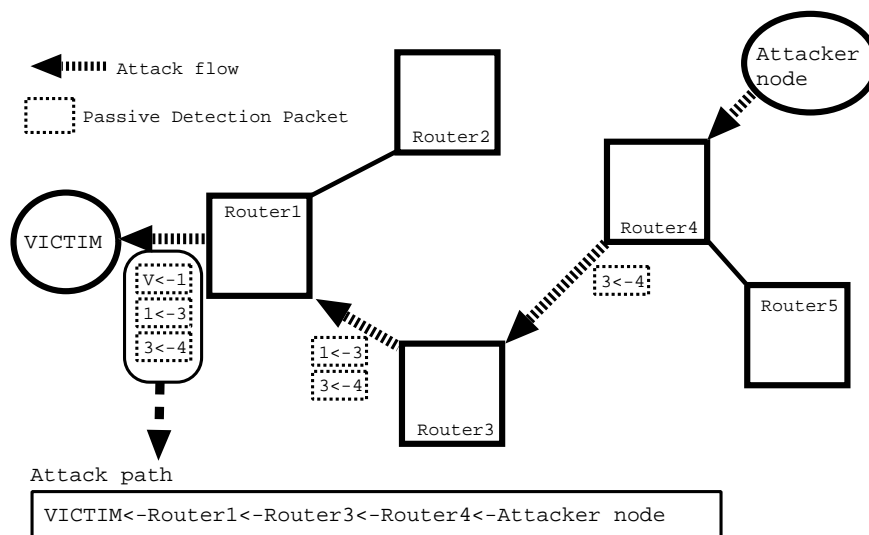 Attack flow
Passive Detection Packet
Attacker
node
Router2
Router1
Router4
VICTIM
V<-1
1<-3
3<-4
3<-4
Router5
1<-3
3<-4
Router3
Attack path
VICTIM<-Router1<-Router3<-Router4<-Attacker node